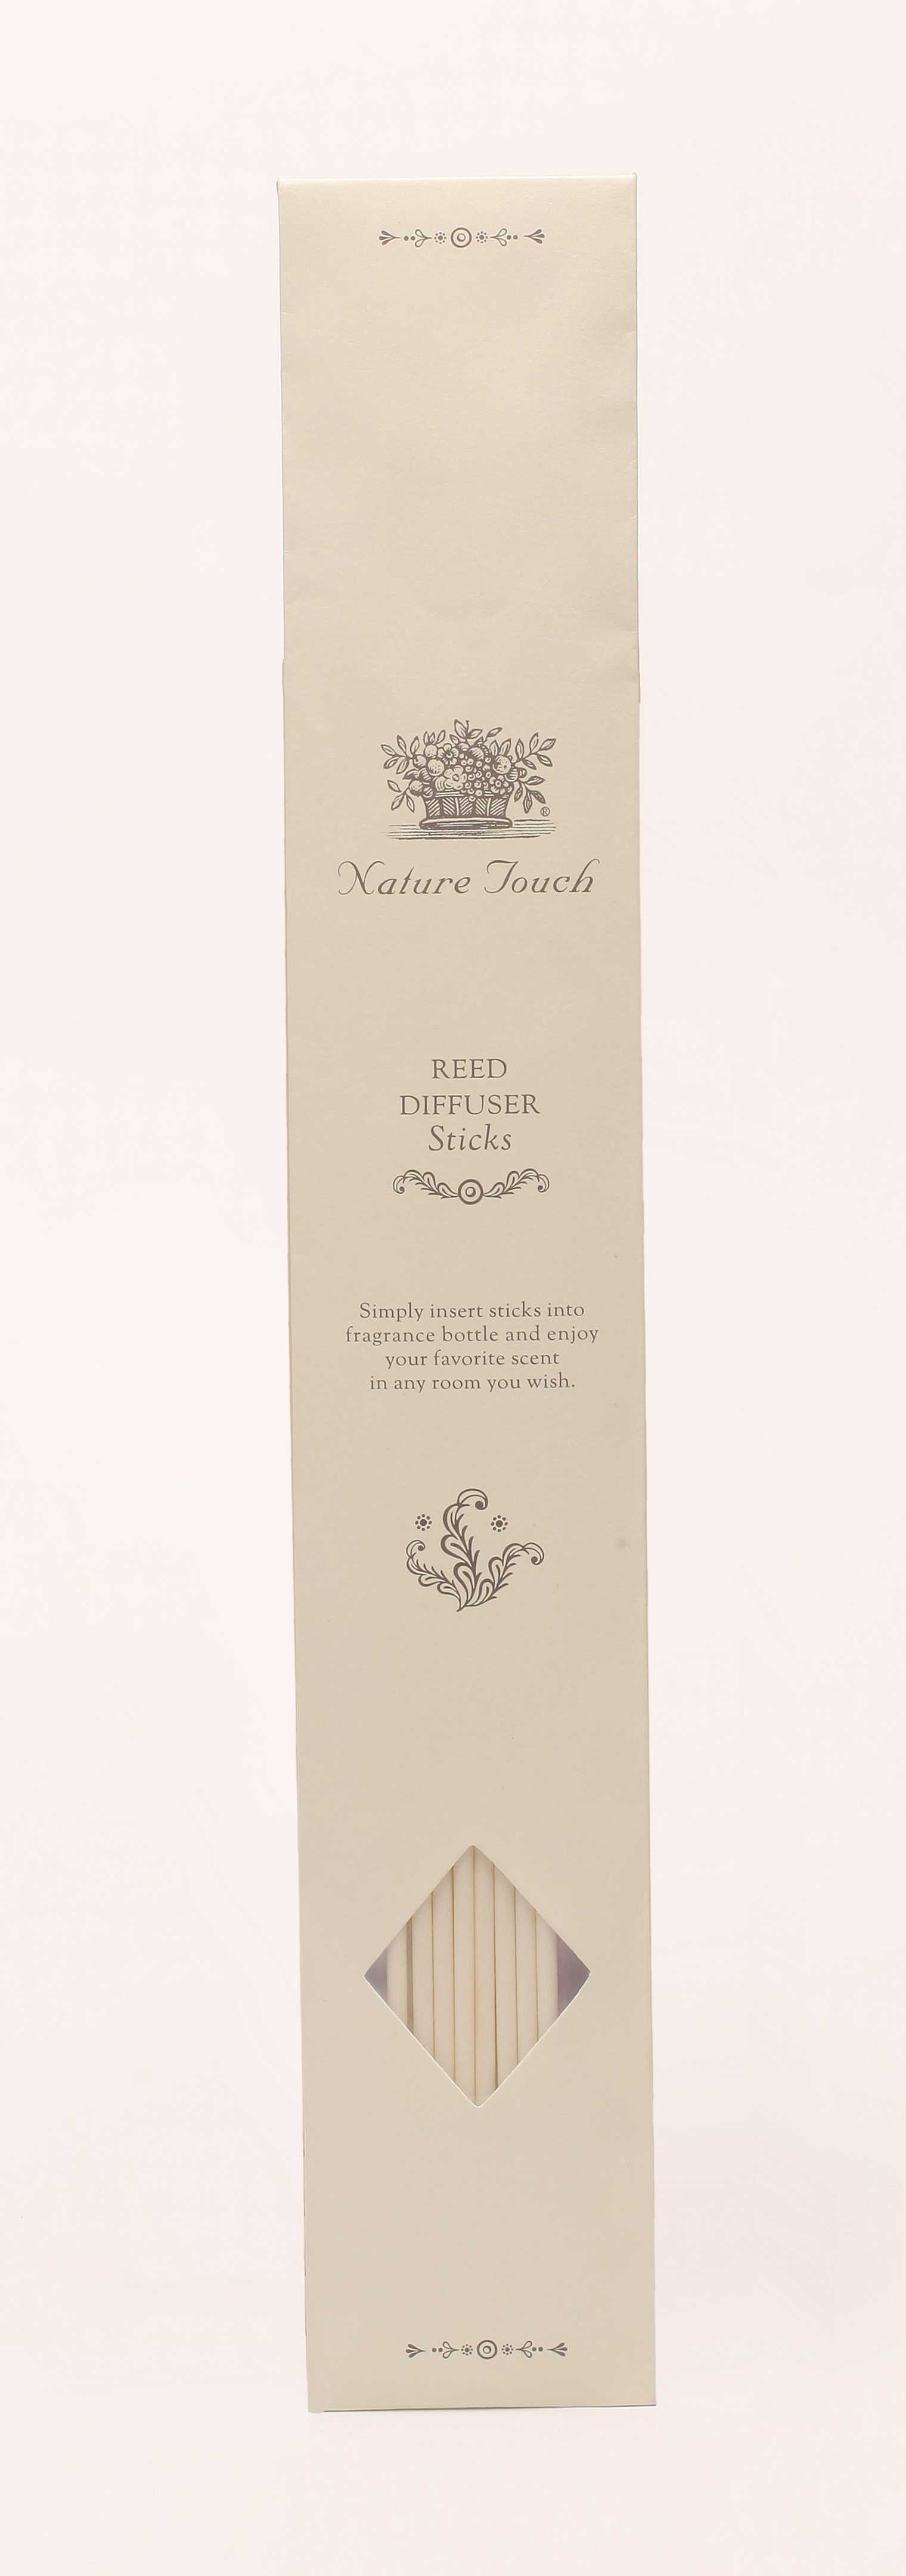 ®
Nature Touch
REED
DIFFUSER
Sticks
Simply insert sticks into
fragrance bottle and enjoy
your favorite scent
in any room you wish.